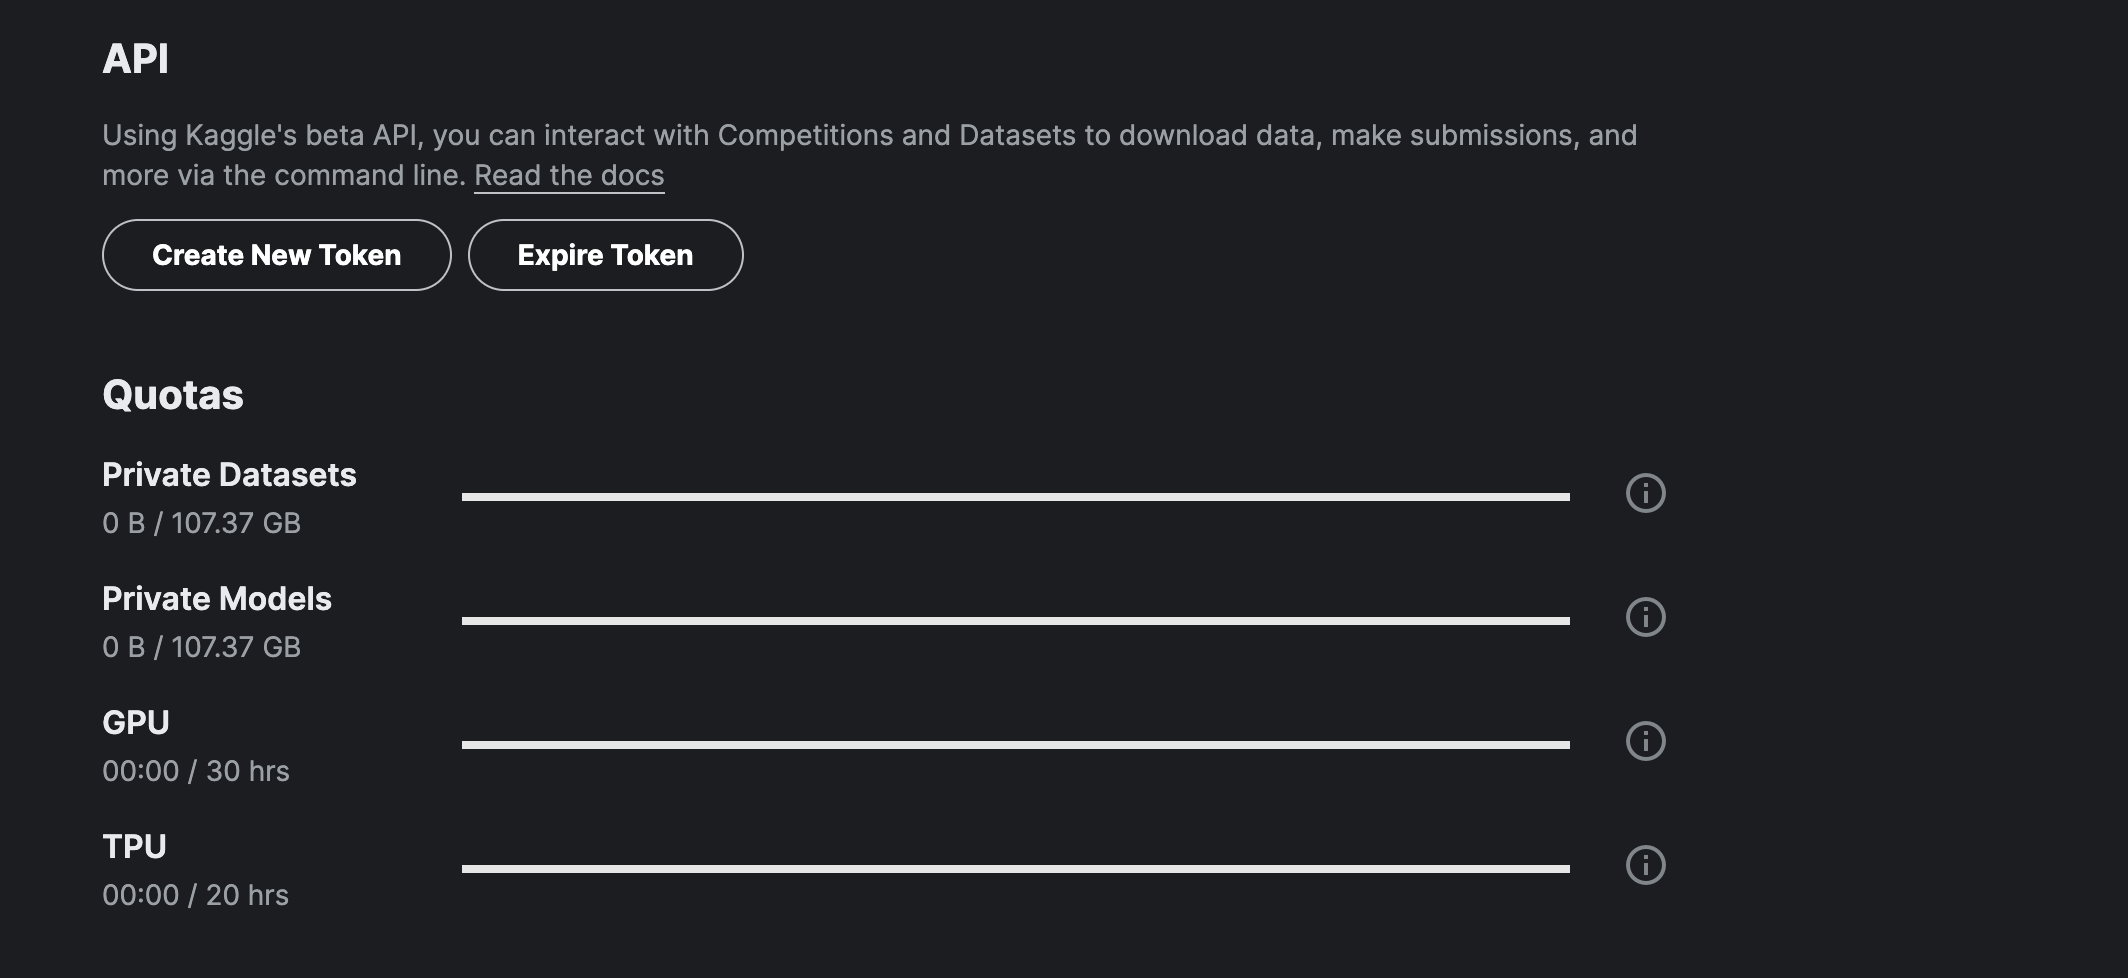 API
Using Kaggle's beta API, you can interact with Competitions and Datasets to download data, make submissions, and
more via the command line. Read the docs
Create New Token Expire Token
Quotas
Private Datasets
0 B / 107.37 GB
Private Models
0 B / 107.37 GB
GPU
00:00 / 30 hrs
TPU
00:00 / 20 hrs